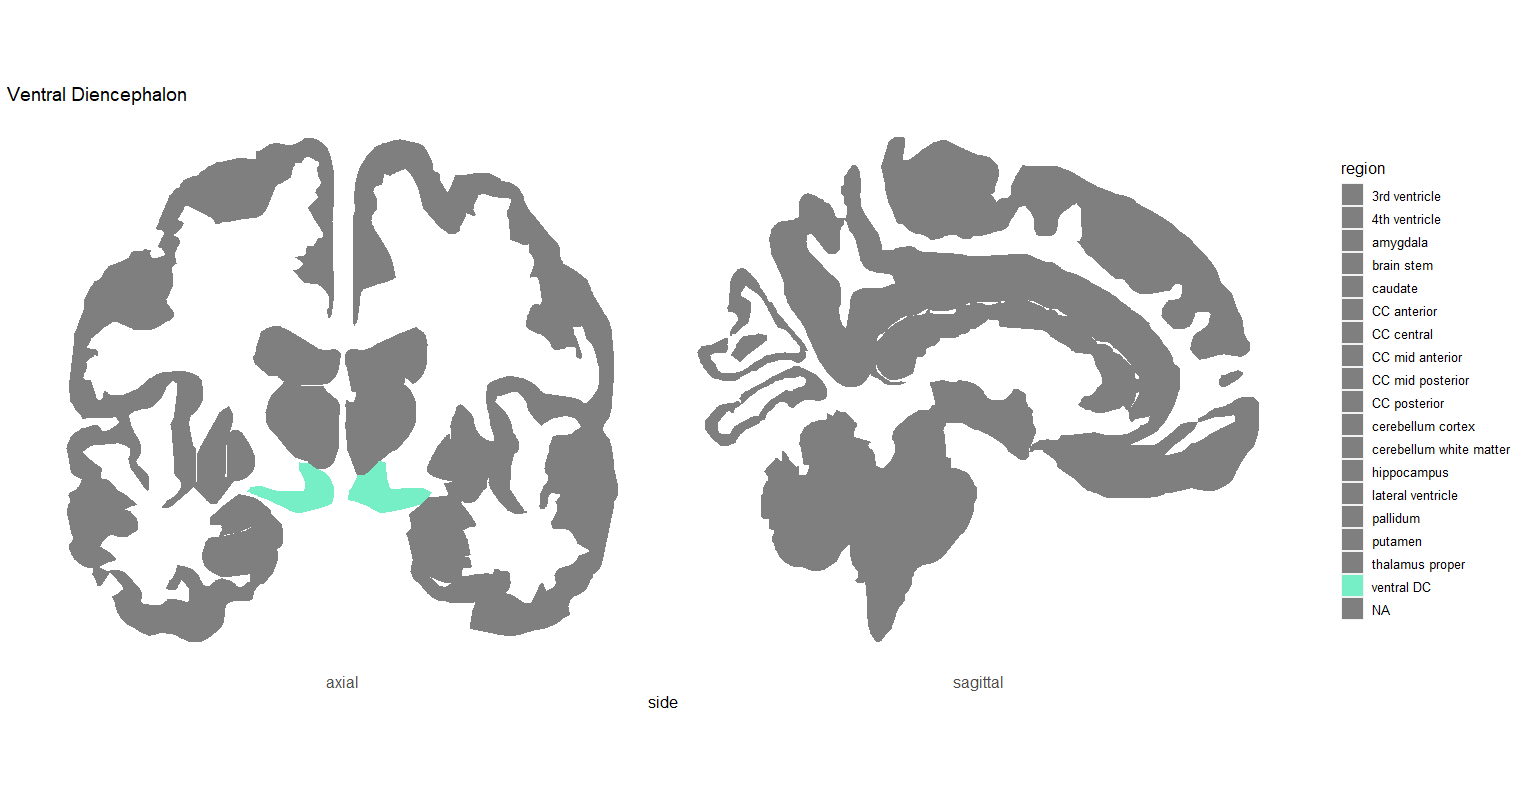 Ventral Diencephalon
region
3rd ventricle
4th ventricle
amygdala
brain stem
caudate
CC anterior
CC central
CC mid anterior
CC mid posterior
CC posterior
cerebellum cortex
cerebellum white matter
hippocampus
lateral ventricle
pallidum
putamen
thalamus proper
ventral DC
NA
axial
sagittal
side